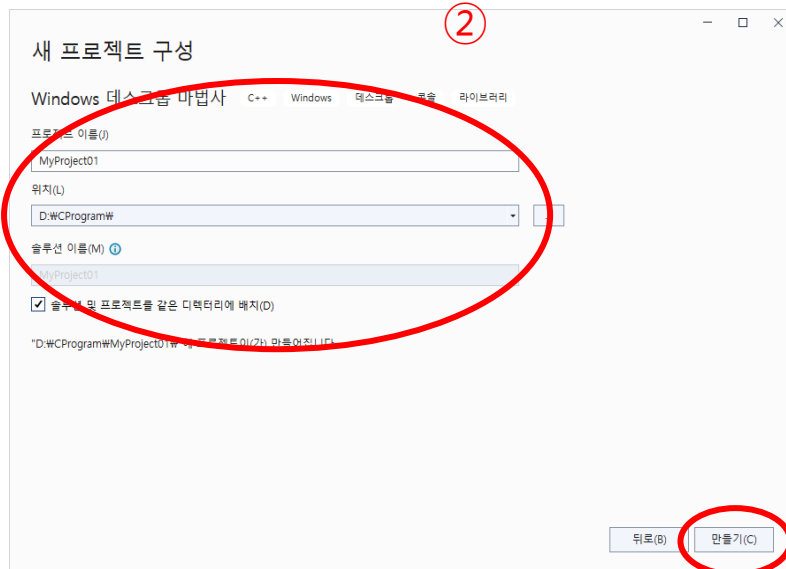 ②
새 프로젝트 구성
Windows 데스크톱 마법사 C++ Windows 데스크톱 콘솔 라이브러리
프로젝트 이름(J)
MyProject01
위치(L)
D:₩CProgram₩
...
솔루션 이름(M)
MyProject01
솔루션 및 프로젝트를 같은 디렉터리에 배치(D)
"D:₩CProgram₩MyProject01₩"에 프로젝트이(가) 만들어집니다.
뒤로(B) 만들기(C)